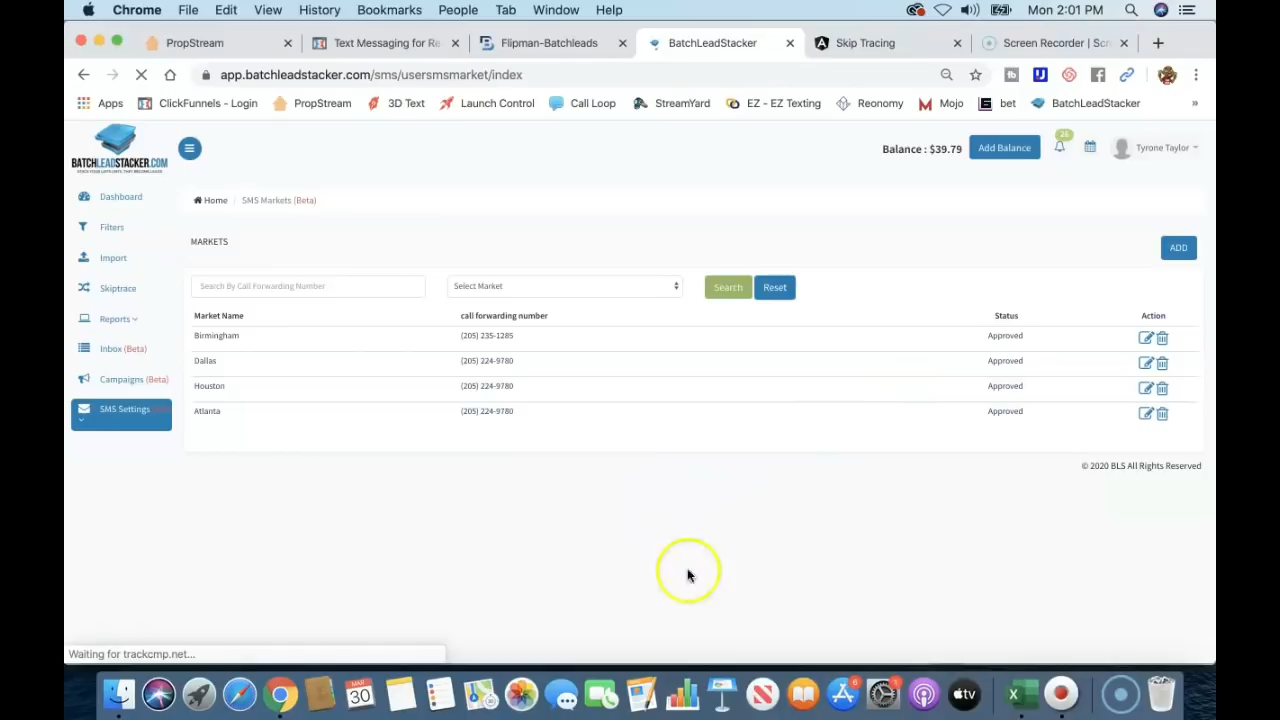 Chrome File Edit View History Bookmarks People Tab Window Help Mon 2:01 PM
PropStream Text Messaging for Re Flipman-Batchleads BatchLeadStacker Skip Tracing Screen Recorder | Scr
app.batchleadstacker.com/sms/usersmsmarket/index
Apps ClickFunnels - Login PropStream 3D Text Launch Control Call Loop StreamYard EZ - EZ Texting Reonomy Mojo bet BatchLeadStacker »
BATCHLEADSTACKER.COM
Balance : $39.79 Add Balance 26 Tyrone Taylor
Dashboard
Home / SMS Markets (Beta)
Filters
MARKETS
ADD
Import
Search By Call Forwarding Number Select Market Search Reset
Skiptrace
Market Name call forwarding number Status Action
Reports
Birmingham (205) 235-1285 Approved
Inbox (Beta)
Dallas (205) 224-9780 Approved
Campaigns (Beta)
Houston (205) 224-9780 Approved
SMS Settings
Atlanta (205) 224-9780 Approved
© 2020 BLS All Rights Reserved
Waiting for trackcmp.net...
MAR
30
6
1
tv